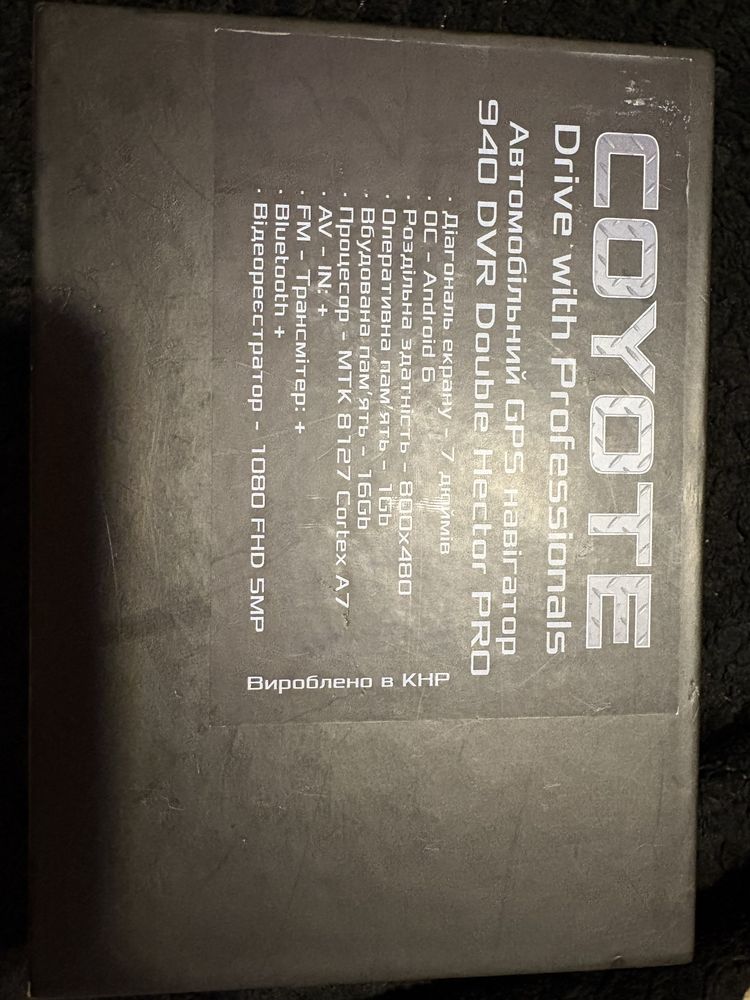 COYOTE
Drive with Professionals
Автомобільний GPS навігатор
940 DVR Double Hector PRO
· Діагональ екрану - 7 дюймів
· ОС - Android 6
· Роздільна здатність - 800x480
· Оперативна пам'ять - 1Gb
· Вбудована пам'ять - 16Gb
· Процесор - МТК 8127 Cortex A7
· AV - IN: +
· FM - Трансмітер: +
· Bluetooth +
· Відеореєстратор - 1080 FHD 5MP
Вироблено в КНР